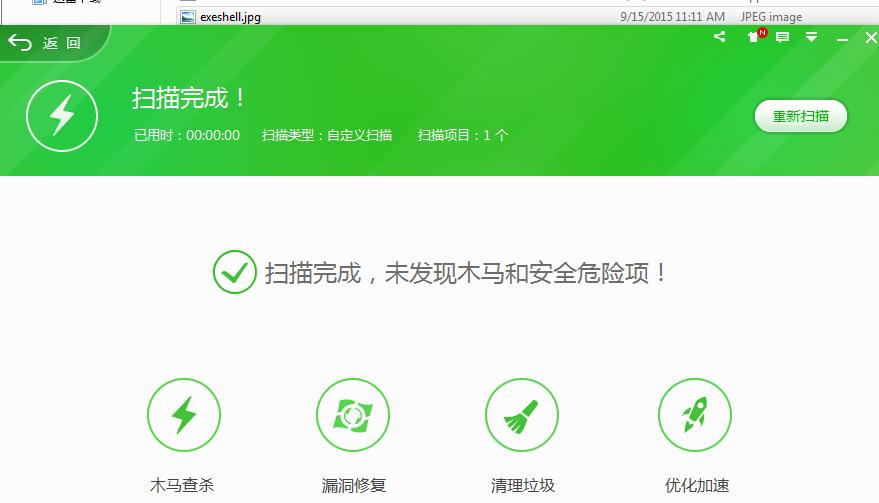 exeshell.jpg 9/15/2015 11:11 AM JPEG image
返 回
N
扫描完成！
已用时：00:00:00 扫描类型：自定义扫描 扫描项目：1 个
重新扫描
扫描完成，未发现木马和安全危险项！
木马查杀 漏洞修复 清理垃圾 优化加速